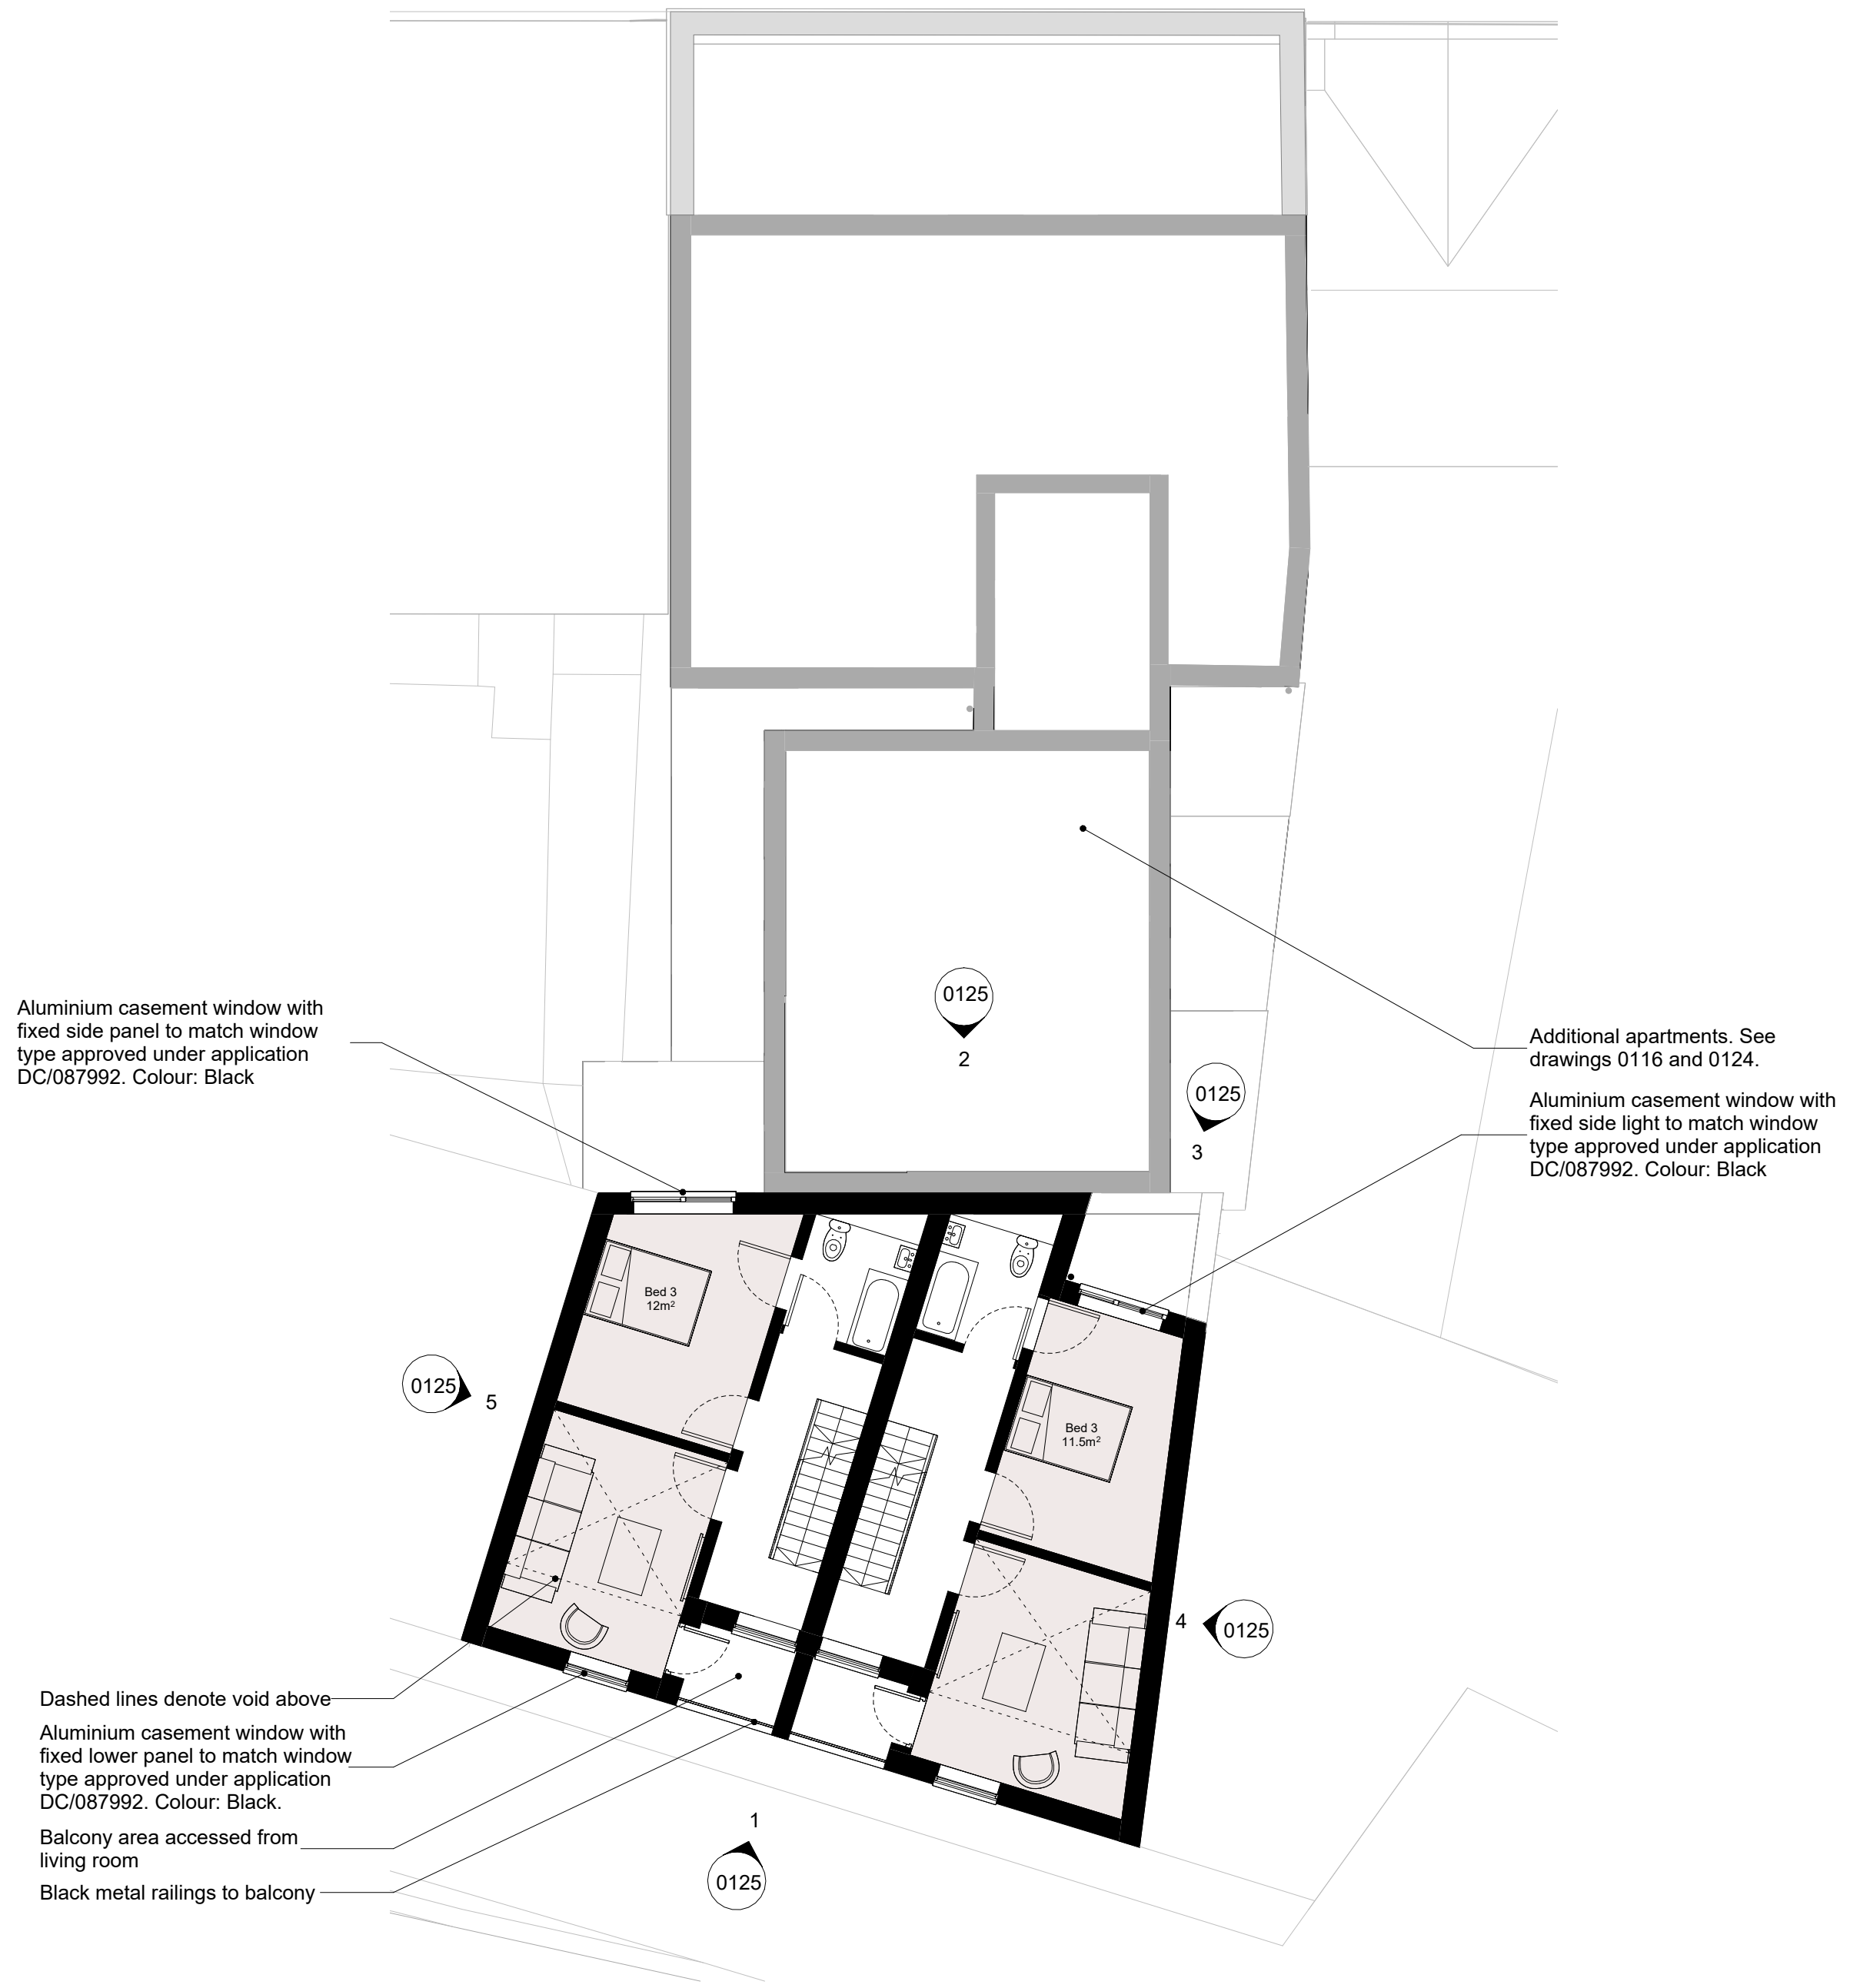 0125
2
Aluminium casement window with
fixed side panel to match window
type approved under application
DC/087992. Colour: Black
Additional apartments. See
drawings 0116 and 0124.
0125
3
Aluminium casement window with
fixed side light to match window
type approved under application
DC/087992. Colour: Black
Bed 3
12m²
0125
5
Bed 3
11.5m²
4
0125
Dashed lines denote void above
Aluminium casement window with
fixed lower panel to match window
type approved under application
DC/087992. Colour: Black.
Balcony area accessed from
living room
Black metal railings to balcony
1
0125